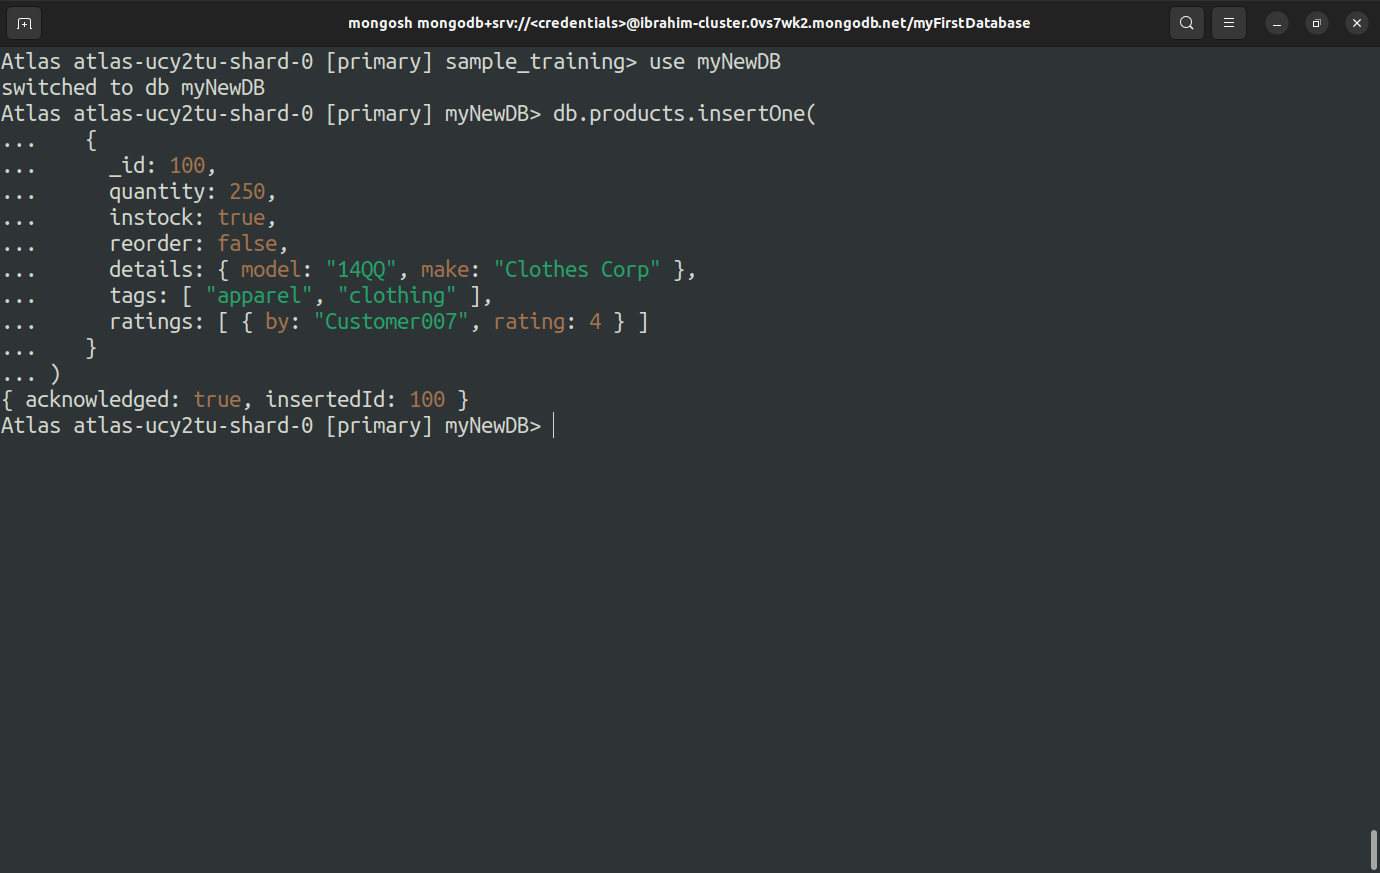 mongosh mongodb+srv://<credentials>@ibrahim-cluster.0vs7wk2.mongodb.net/myFirstDatabase
Atlas atlas-ucy2tu-shard-0 [primary] sample_training> use myNewDB
switched to db myNewDB
Atlas atlas-ucy2tu-shard-0 [primary] myNewDB> db.products.insertOne(
...    {
...      _id: 100,
...      quantity: 250,
...      instock: true,
...      reorder: false,
...      details: { model: "14QQ", make: "Clothes Corp" },
...      tags: [ "apparel", "clothing" ],
...      ratings: [ { by: "Customer007", rating: 4 } ]
...    }
... )
{ acknowledged: true, insertedId: 100 }
Atlas atlas-ucy2tu-shard-0 [primary] myNewDB>